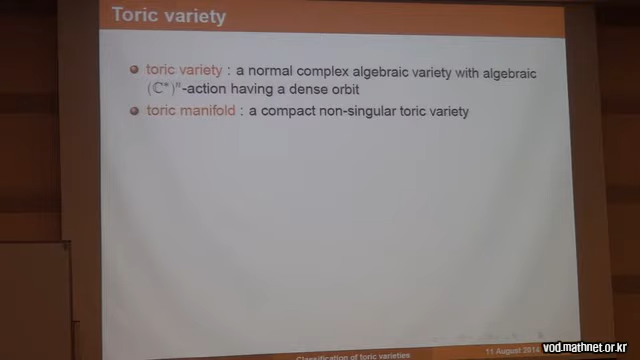 Toric variety
toric variety : a normal complex algebraic variety with algebraic
(ℂ*)ⁿ-action having a dense orbit
toric manifold : a compact non-singular toric variety
Classification of toric varieties
11 August 2014
vod.mathnet.or.kr